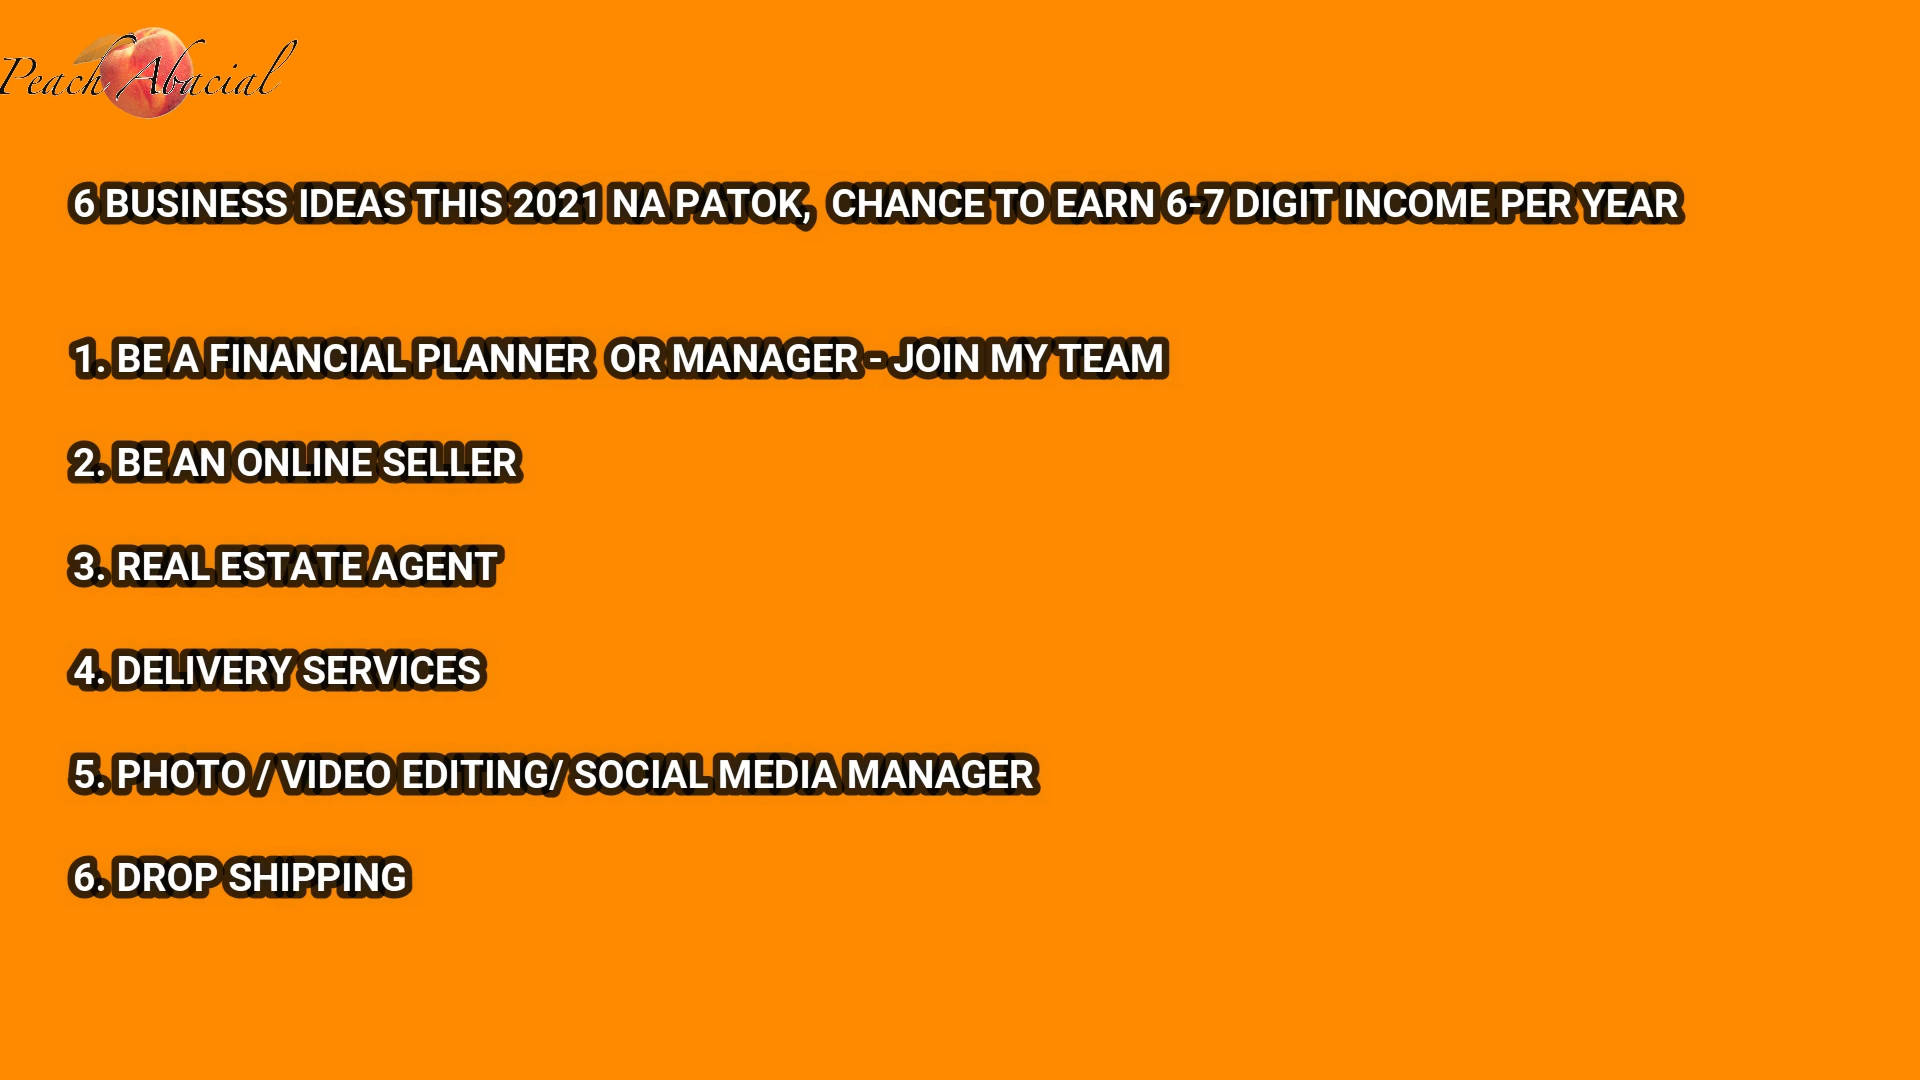 Peach Abacial
6 BUSINESS IDEAS THIS 2021 NA PATOK, CHANCE TO EARN 6-7 DIGIT INCOME PER YEAR
1. BE A FINANCIAL PLANNER OR MANAGER - JOIN MY TEAM
2. BE AN ONLINE SELLER
3. REAL ESTATE AGENT
4. DELIVERY SERVICES
5. PHOTO / VIDEO EDITING/ SOCIAL MEDIA MANAGER
6. DROP SHIPPING